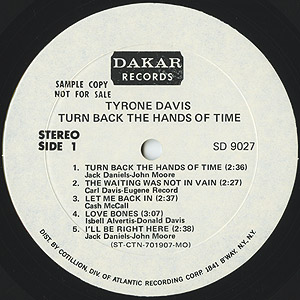 DAKAR
RECORDS
SAMPLE COPY
NOT FOR SALE
TYRONE DAVIS
TURN BACK THE HANDS OF TIME
STEREO
SIDE 1
SD 9027
1. TURN BACK THE HANDS OF TIME (2:36)
Jack Daniels-John Moore
2. THE WAITING WAS NOT IN VAIN (2:27)
Carl Davis-Eugene Record
3. LET ME BACK IN (2:37)
Cash McCall
4. LOVE BONES (3:07)
Isbell Alvertis-Donald Davis
5. I'LL BE RIGHT HERE (2:38)
Jack Daniels-John Moore
(ST-CTN-701907-MO)
DIST. BY COTILLION, DIV. OF ATLANTIC RECORDING CORP. 1841 B'WAY, N.Y. N.Y.